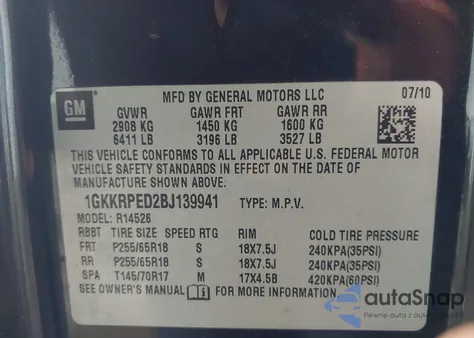 MFD BY GENERAL MOTORS LLC 07/10
GM
GVWR GAWR FRT GAWR RR
2908 KG 1450 KG 1600 KG
6411 LB 3196 LB 3527 LB
THIS VEHICLE CONFORMS TO ALL APPLICABLE U.S. FEDERAL MOTOR
VEHICLE SAFETY STANDARDS IN EFFECT ON THE DATE OF
MANUFACTURE SHOWN ABOVE.
1GKKRPED2BJ139941 TYPE: M.P.V.
MODEL: R14526
RBBT TIRE SIZE SPEED RTG RIM COLD TIRE PRESSURE
FRT P255/65R18 S 18X7.5J 240KPA(35PSI)
RR P255/65R18 S 18X7.5J 240KPA(35PSI)
SPA T145/70R17 M 17X4.5B 420KPA(60PSI)
SEE OWNER'S MANUAL i FOR MORE INFORMATION.
autoSnap
Pewne auto z aukcji